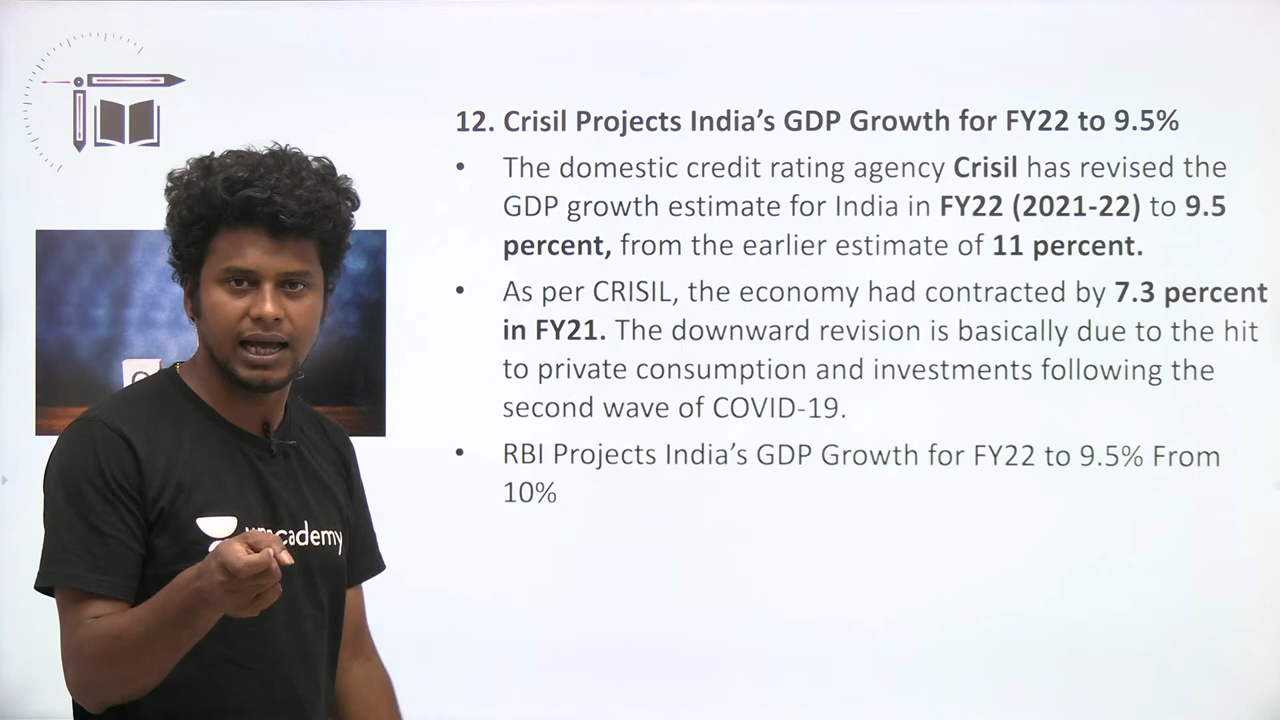 12. Crisil Projects India’s GDP Growth for FY22 to 9.5%
• The domestic credit rating agency Crisil has revised the
GDP growth estimate for India in FY22 (2021-22) to 9.5
percent, from the earlier estimate of 11 percent.
• As per CRISIL, the economy had contracted by 7.3 percent
in FY21. The downward revision is basically due to the hit
to private consumption and investments following the
second wave of COVID-19.
• RBI Projects India’s GDP Growth for FY22 to 9.5% From
10%